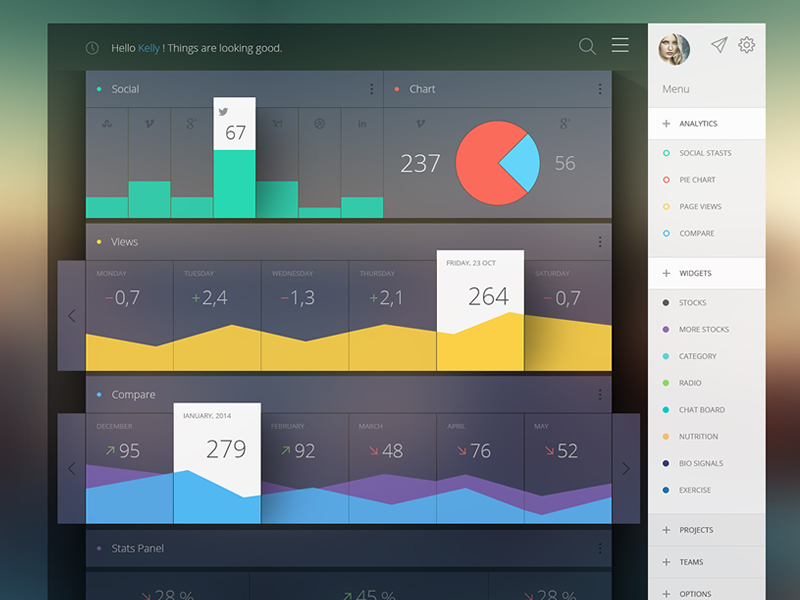 Hello Kelly ! Things are looking good.
Social
67
Chart
237
56
Views
MONDAY
−0,7
TUESDAY
+2,4
WEDNESDAY
−1,3
THURSDAY
+2,1
FRIDAY, 23 OCT
264
SATURDAY
−0,7
Compare
DECEMBER
95
IANUARY, 2014
279
FEBRUARY
92
MARCH
48
APRIL
76
MAY
52
Stats Panel
28 %
45 %
28 %
Menu
ANALYTICS
SOCIAL STASTS
PIE CHART
PAGE VIEWS
COMPARE
WIDGETS
STOCKS
MORE STOCKS
CATEGORY
RADIO
CHAT BOARD
NUTRITION
BIO SIGNALS
EXERCISE
PROJECTS
TEAMS
OPTIONS